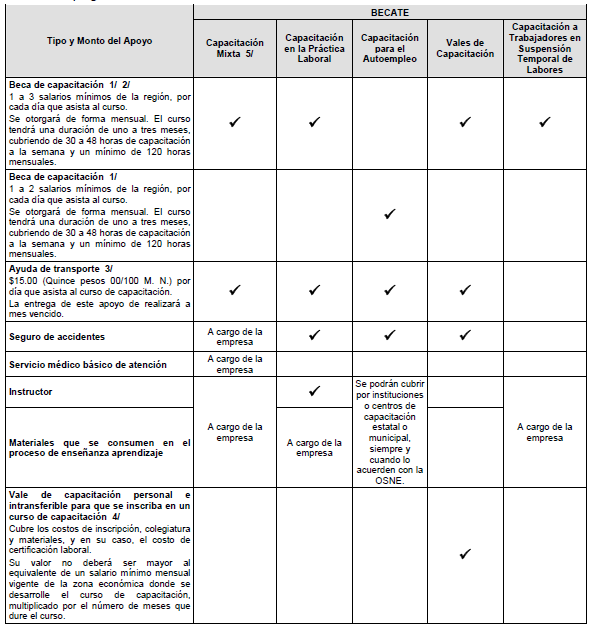 BECATE
Tipo y Monto del Apoyo
Capacitación
Mixta 5/
Capacitación
en la Práctica
Laboral
Capacitación
para el
Autoempleo
Vales de
Capacitación
Capacitación a
Trabajadores en
Suspensión
Temporal de
Labores
Beca de capacitación 1/ 2/
1 a 3 salarios mínimos de la región, por
cada día que asista al curso.
Se otorgará de forma mensual. El curso
tendrá una duración de uno a tres meses,
cubriendo de 30 a 48 horas de capacitación
a la semana y un mínimo de 120 horas
mensuales.
✓ ✓ ✓ ✓
Beca de capacitación 1/
1 a 2 salarios mínimos de la región, por
cada día que asista al curso.
Se otorgará de forma mensual. El curso
tendrá una duración de uno a tres meses,
cubriendo de 30 a 48 horas de capacitación
a la semana y un mínimo de 120 horas
mensuales.
✓
Ayuda de transporte 3/
$15.00 (Quince pesos 00/100 M. N.) por
día que asista al curso de capacitación.
La entrega de este apoyo de realizará a
mes vencido.
✓ ✓ ✓ ✓
Seguro de accidentes
A cargo de la
empresa
✓ ✓ ✓
Servicio médico básico de atención
A cargo de la
empresa
Instructor
A cargo de la
empresa
✓
Se podrán cubrir
por instituciones
o centros de
capacitación
estatal o
municipal,
siempre y
cuando lo
acuerden con la
OSNE.
A cargo de la
empresa
Materiales que se consumen en el
proceso de enseñanza aprendizaje
A cargo de la
empresa
Vale de capacitación personal e
intransferible para que se inscriba en un
curso de capacitación 4/
Cubre los costos de inscripción, colegiatura
y materiales, y en su caso, el costo de
certificación laboral.
Su valor no deberá ser mayor al
equivalente de un salario mínimo mensual
vigente de la zona económica donde se
desarrolle el curso de capacitación,
multiplicado por el número de meses que
dure el curso.
✓